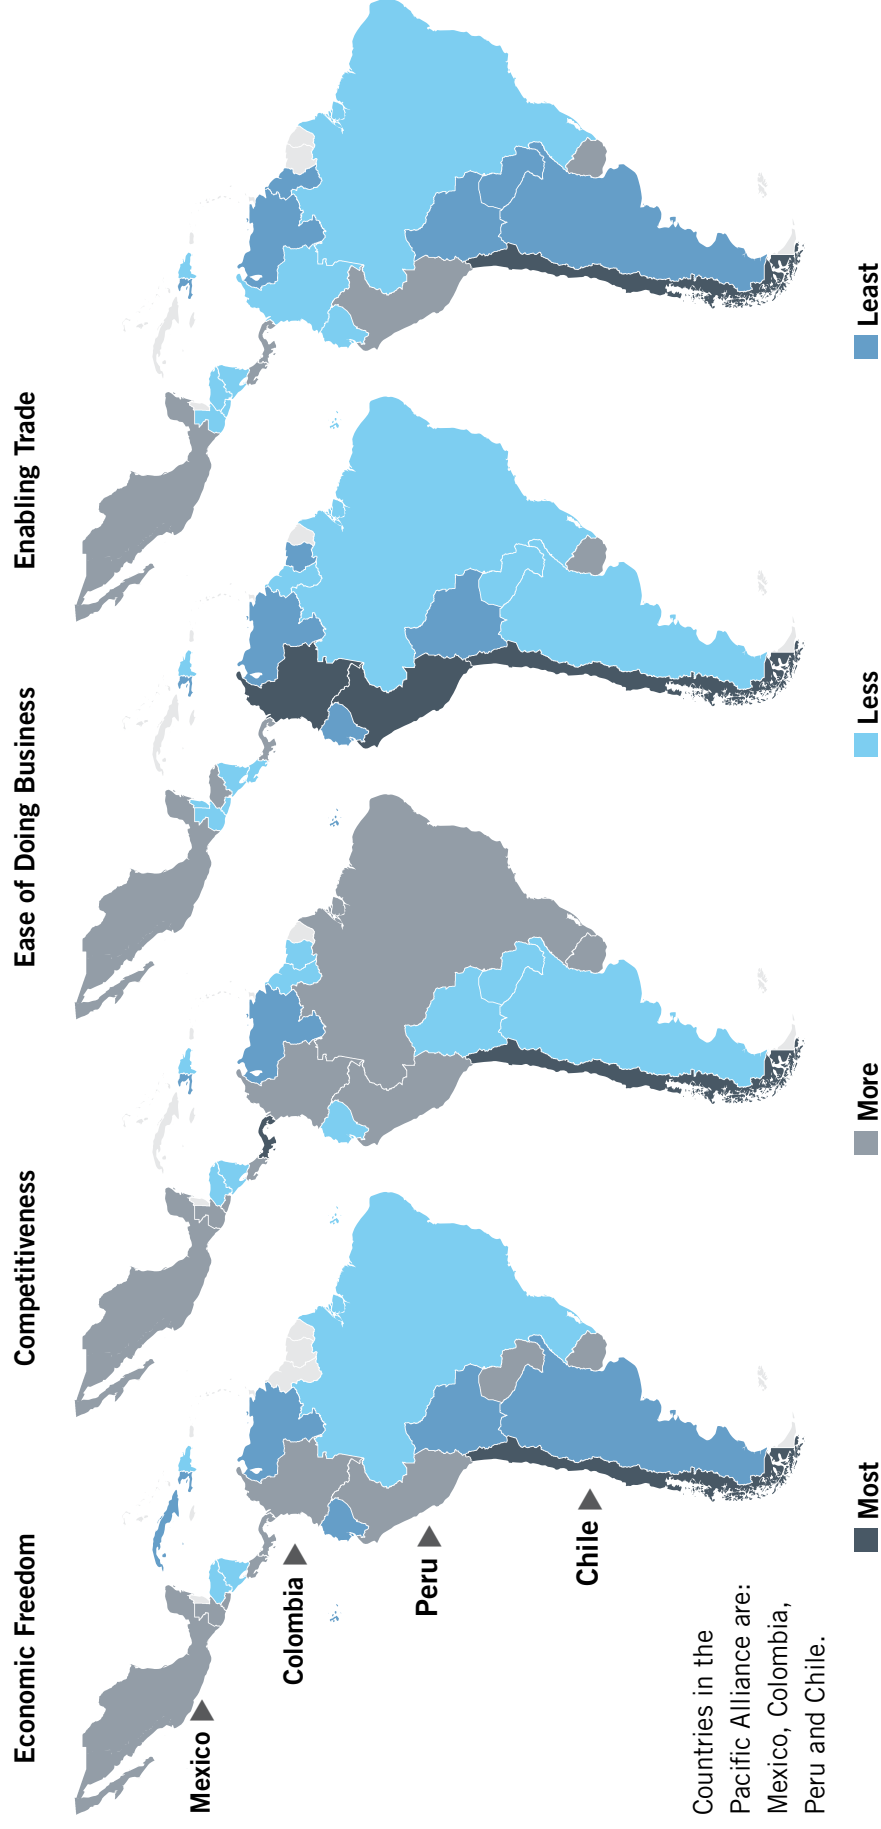 Economic Freedom
Competitiveness
Ease of Doing Business
Enabling Trade
Mexico
Colombia
Peru
Chile
Countries in the
Pacific Alliance are:
Mexico, Colombia,
Peru and Chile.
Most
More
Less
Least